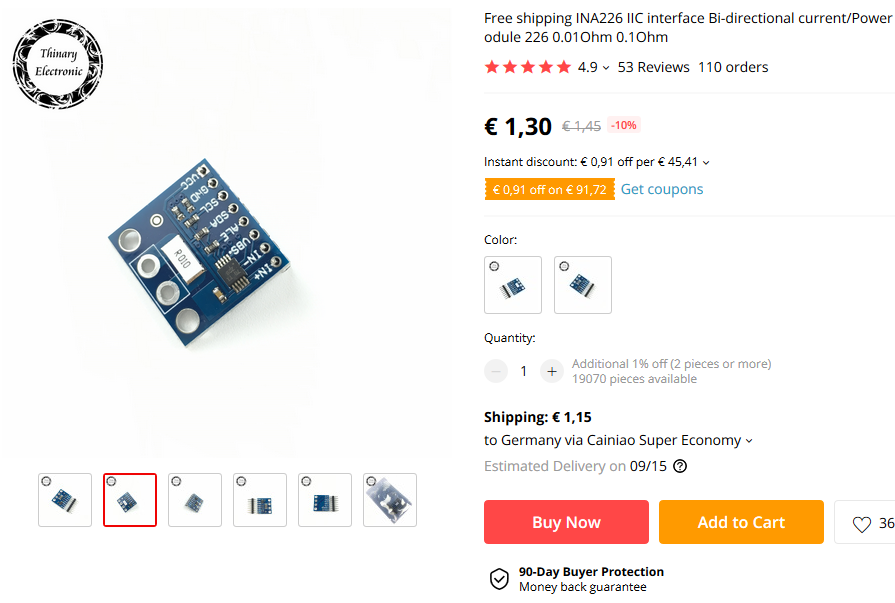 Thinary
Electronic
VCC
GND
SCL
SDA
ALE
VBS
IN-
IN+
R010
Free shipping INA226 IIC interface Bi-directional current/Power
odule 226 0.01Ohm 0.1Ohm
4.9
53 Reviews
110 orders
€ 1,30
€ 1,45
-10%
Instant discount: € 0,91 off per € 45,41
€ 0,91 off on € 91,72
Get coupons
Color:
Quantity:
1
Additional 1% off (2 pieces or more)
19070 pieces available
Shipping: € 1,15
to Germany via Cainiao Super Economy
Estimated Delivery on 09/15
Buy Now
Add to Cart
36
90-Day Buyer Protection
Money back guarantee